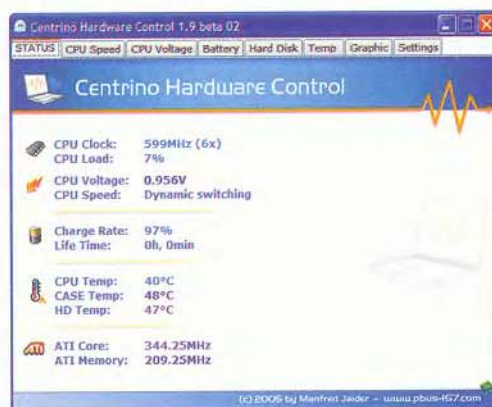 Centrino Hardware Control 1.9 beta 02
STATUS CPU Speed CPU Voltage Battery Hard Disk Temp Graphic Settings
Centrino Hardware Control
CPU Clock: 599MHz (6x)
CPU Load: 7%
CPU Voltage: 0.956V
CPU Speed: Dynamic switching
Charge Rate: 97%
Life Time: 0h, 0min
CPU Temp: 40°C
CASE Temp: 48°C
HD Temp: 47°C
ATI
ATI Core: 344.25MHz
ATI Memory: 209.25MHz
(c) 2005 by Manfred Jaider - www.pbus-167.com